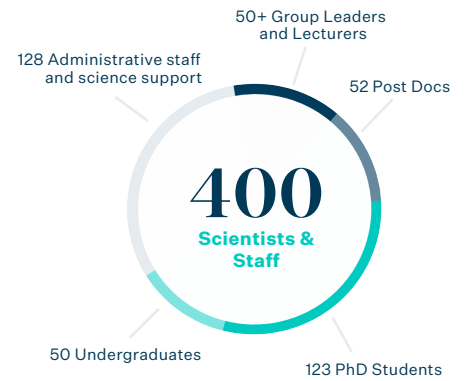 50+ Group Leaders
and Lecturers
128 Administrative staff
and science support
52 Post Docs
400
Scientists &
Staff
50 Undergraduates
123 PhD Students